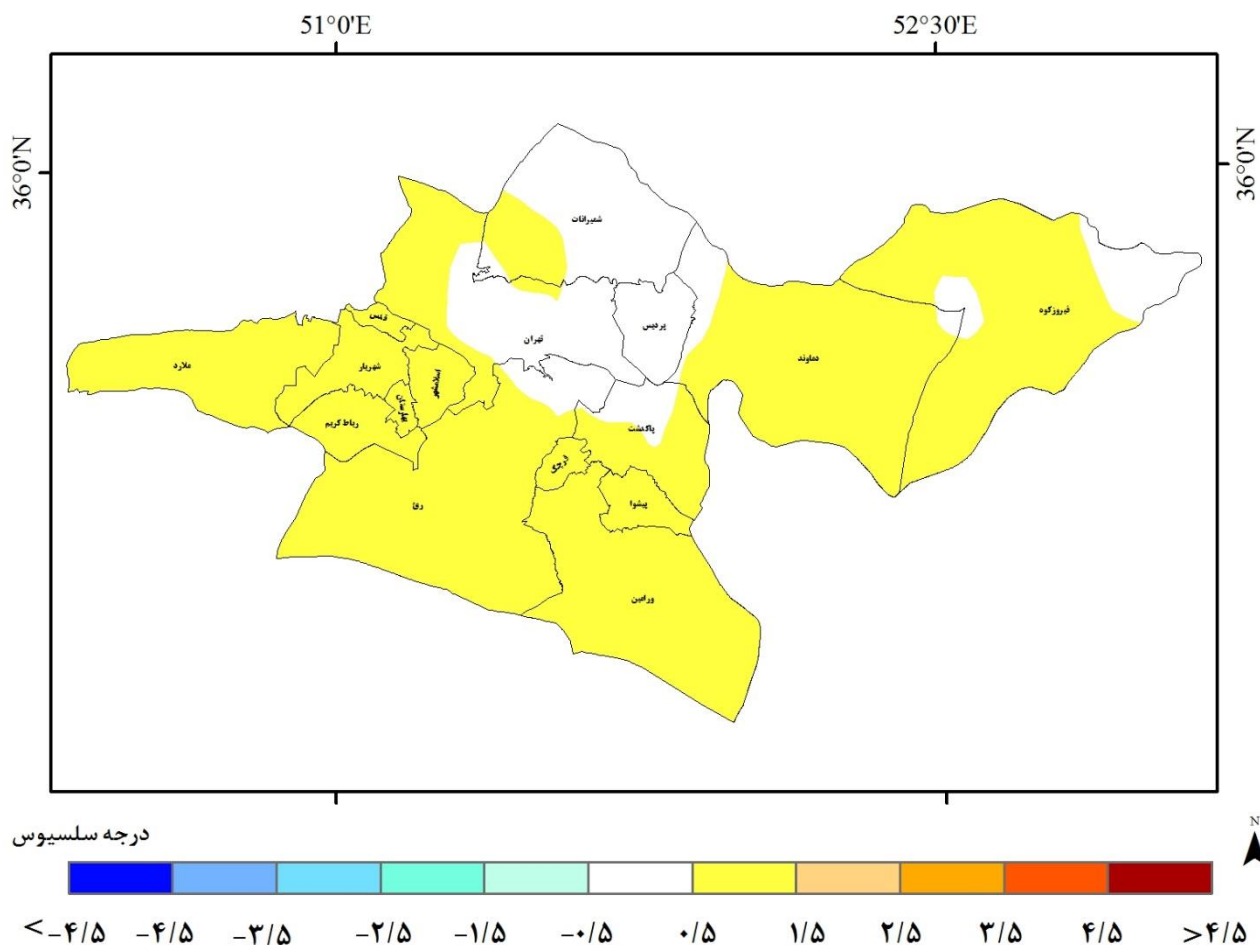 51°0'E 52°30'E
36°0'N 36°0'N
شمیرانات
فیروزکوه
پردیس
قدس
تهران
دماوند
ملارد
شهریار
اسلامشهر
بهارستان
رباط کریم
پاکدشت
قرچک
ری
پیشوا
ورامین
درجه سلسیوس
N
<-۴/۵ -۴/۵ -۳/۵ -۲/۵ -۱/۵ -۰/۵ ۰/۵ ۱/۵ ۲/۵ ۳/۵ ۴/۵ >۴/۵